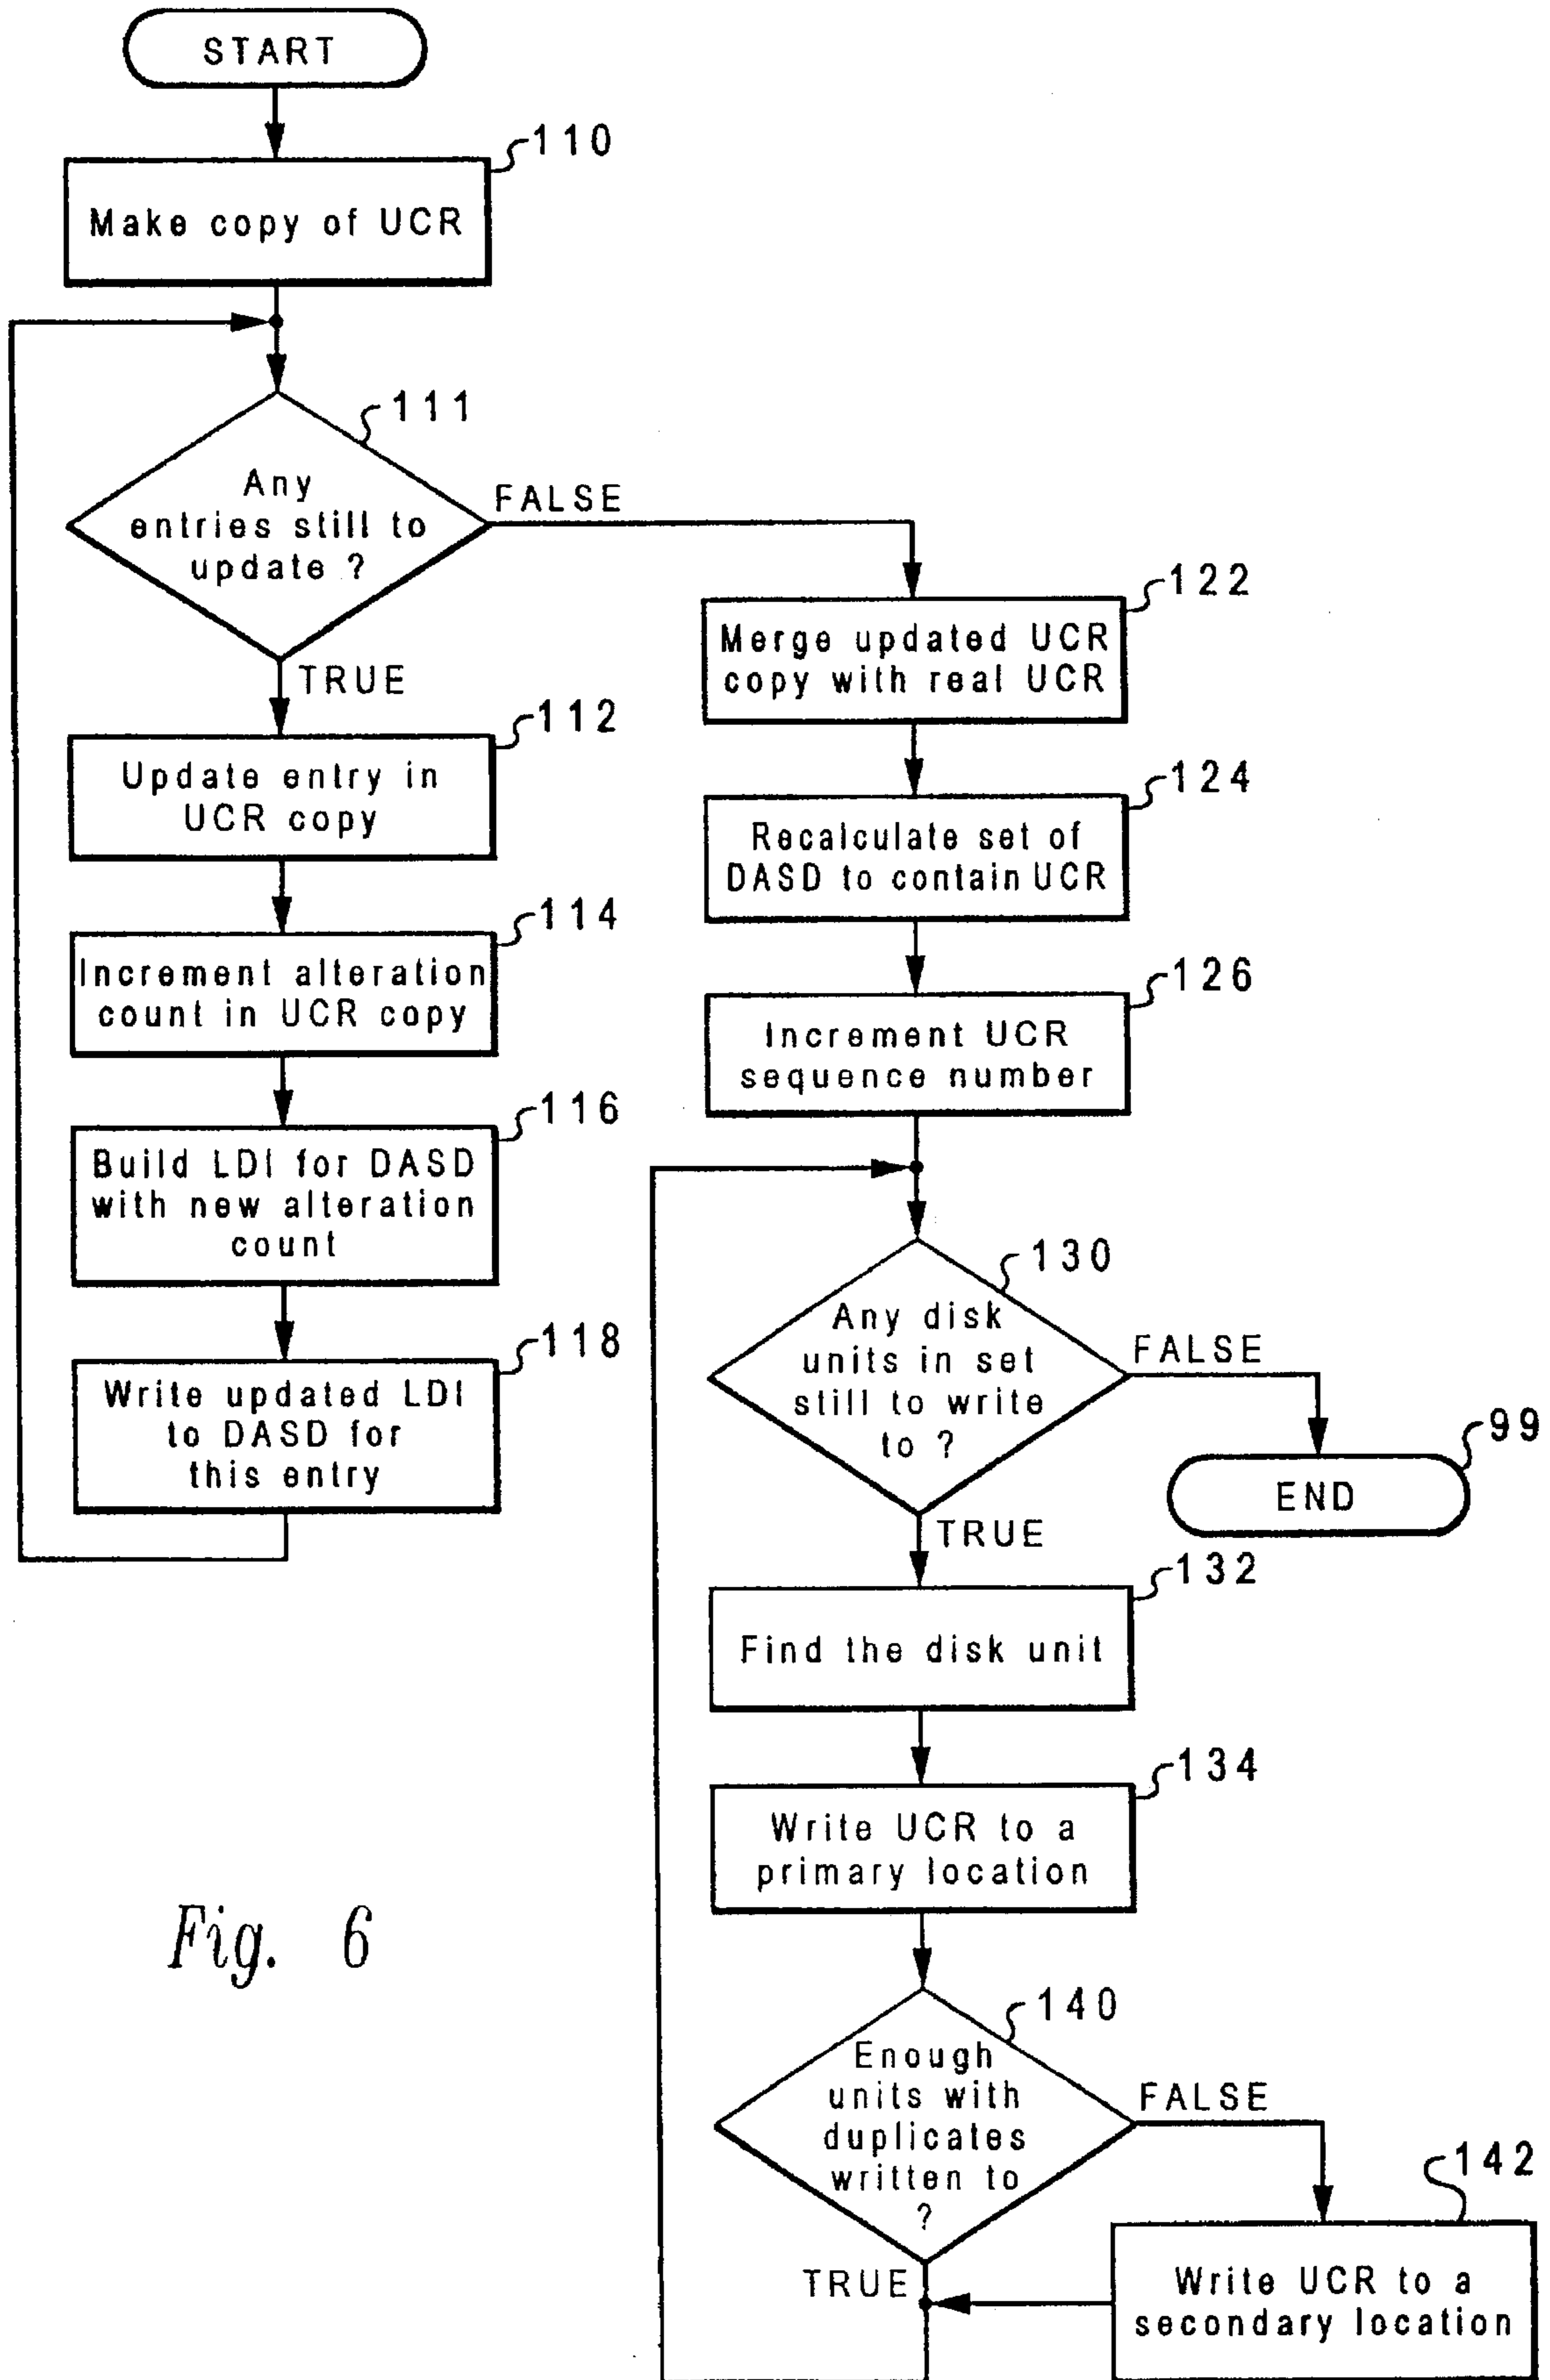 START
110
Make copy of UCR
111
Any
entries still to
update ?
FALSE
TRUE
112
Update entry in
UCR copy
114
Increment alteration
count in UCR copy
116
Build LDI for DASD
with new alteration
count
118
Write updated LDI
to DASD for
this entry
122
Merge updated UCR
copy with real UCR
124
Recalculate set of
DASD to contain UCR
126
Increment UCR
sequence number
130
Any disk
units in set
still to write
to ?
FALSE
99
END
TRUE
132
Find the disk unit
134
Write UCR to a
primary location
140
Enough
units with
duplicates
written to
?
FALSE
142
TRUE
Write UCR to a
secondary location
Fig. 6